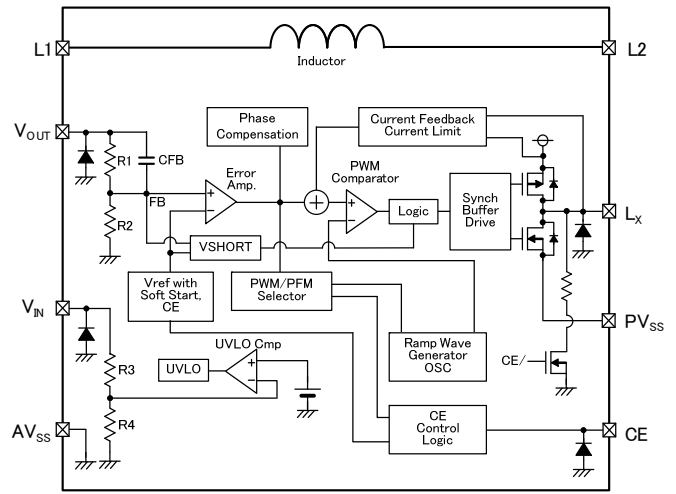 L1
L2
Inductor
VOUT
R1
CFB
R2
FB
Phase
Compensation
Error
Amp.
Current Feedback
Current Limit
PWM
Comparator
Logic
Synch
Buffer
Drive
LX
VSHORT
Vref with
Soft Start,
CE
PWM/PFM
Selector
VIN
R3
R4
UVLO Cmp
UVLO
Ramp Wave
Generator
OSC
CE/
PVSS
AVSS
CE
Control
Logic
CE